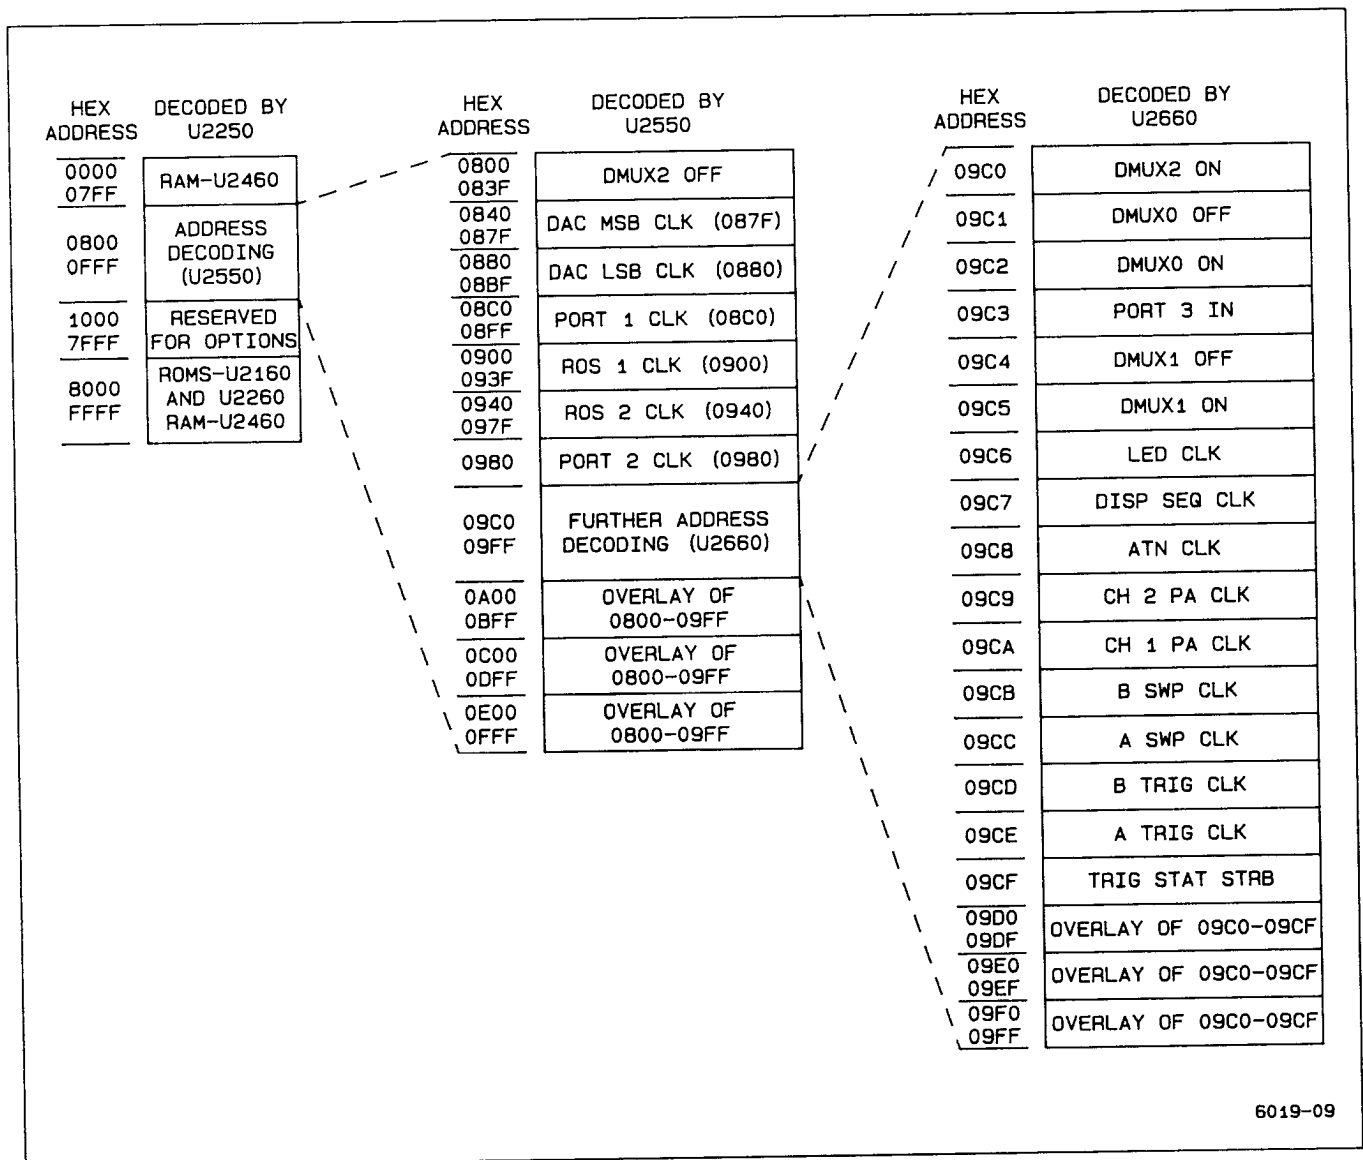 HEX ADDRESS
DECODED BY U2250
0000
07FF
RAM-U2460
0800
0FFF
ADDRESS
DECODING
(U2550)
1000
7FFF
RESERVED
FOR OPTIONS
8000
FFFF
ROMS-U2160
AND U2260
RAM-U2460
HEX ADDRESS
DECODED BY U2550
0800
083F
DMUX2 OFF
0840
087F
DAC MSB CLK (087F)
0880
08BF
DAC LSB CLK (0880)
08C0
08FF
PORT 1 CLK (08C0)
0900
093F
ROS 1 CLK (0900)
0940
097F
ROS 2 CLK (0940)
0980
PORT 2 CLK (0980)
09C0
09FF
FURTHER ADDRESS
DECODING (U2660)
0A00
0BFF
OVERLAY OF
0800-09FF
0C00
0DFF
OVERLAY OF
0800-09FF
0E00
0FFF
OVERLAY OF
0800-09FF
HEX ADDRESS
DECODED BY U2660
09C0
DMUX2 ON
09C1
DMUX0 OFF
09C2
DMUX0 ON
09C3
PORT 3 IN
09C4
DMUX1 OFF
09C5
DMUX1 ON
09C6
LED CLK
09C7
DISP SEQ CLK
09C8
ATN CLK
09C9
CH 2 PA CLK
09CA
CH 1 PA CLK
09CB
B SWP CLK
09CC
A SWP CLK
09CD
B TRIG CLK
09CE
A TRIG CLK
09CF
TRIG STAT STRB
09D0
09DF
OVERLAY OF 09C0-09CF
09E0
09EF
OVERLAY OF 09C0-09CF
09F0
09FF
OVERLAY OF 09C0-09CF
6019-09